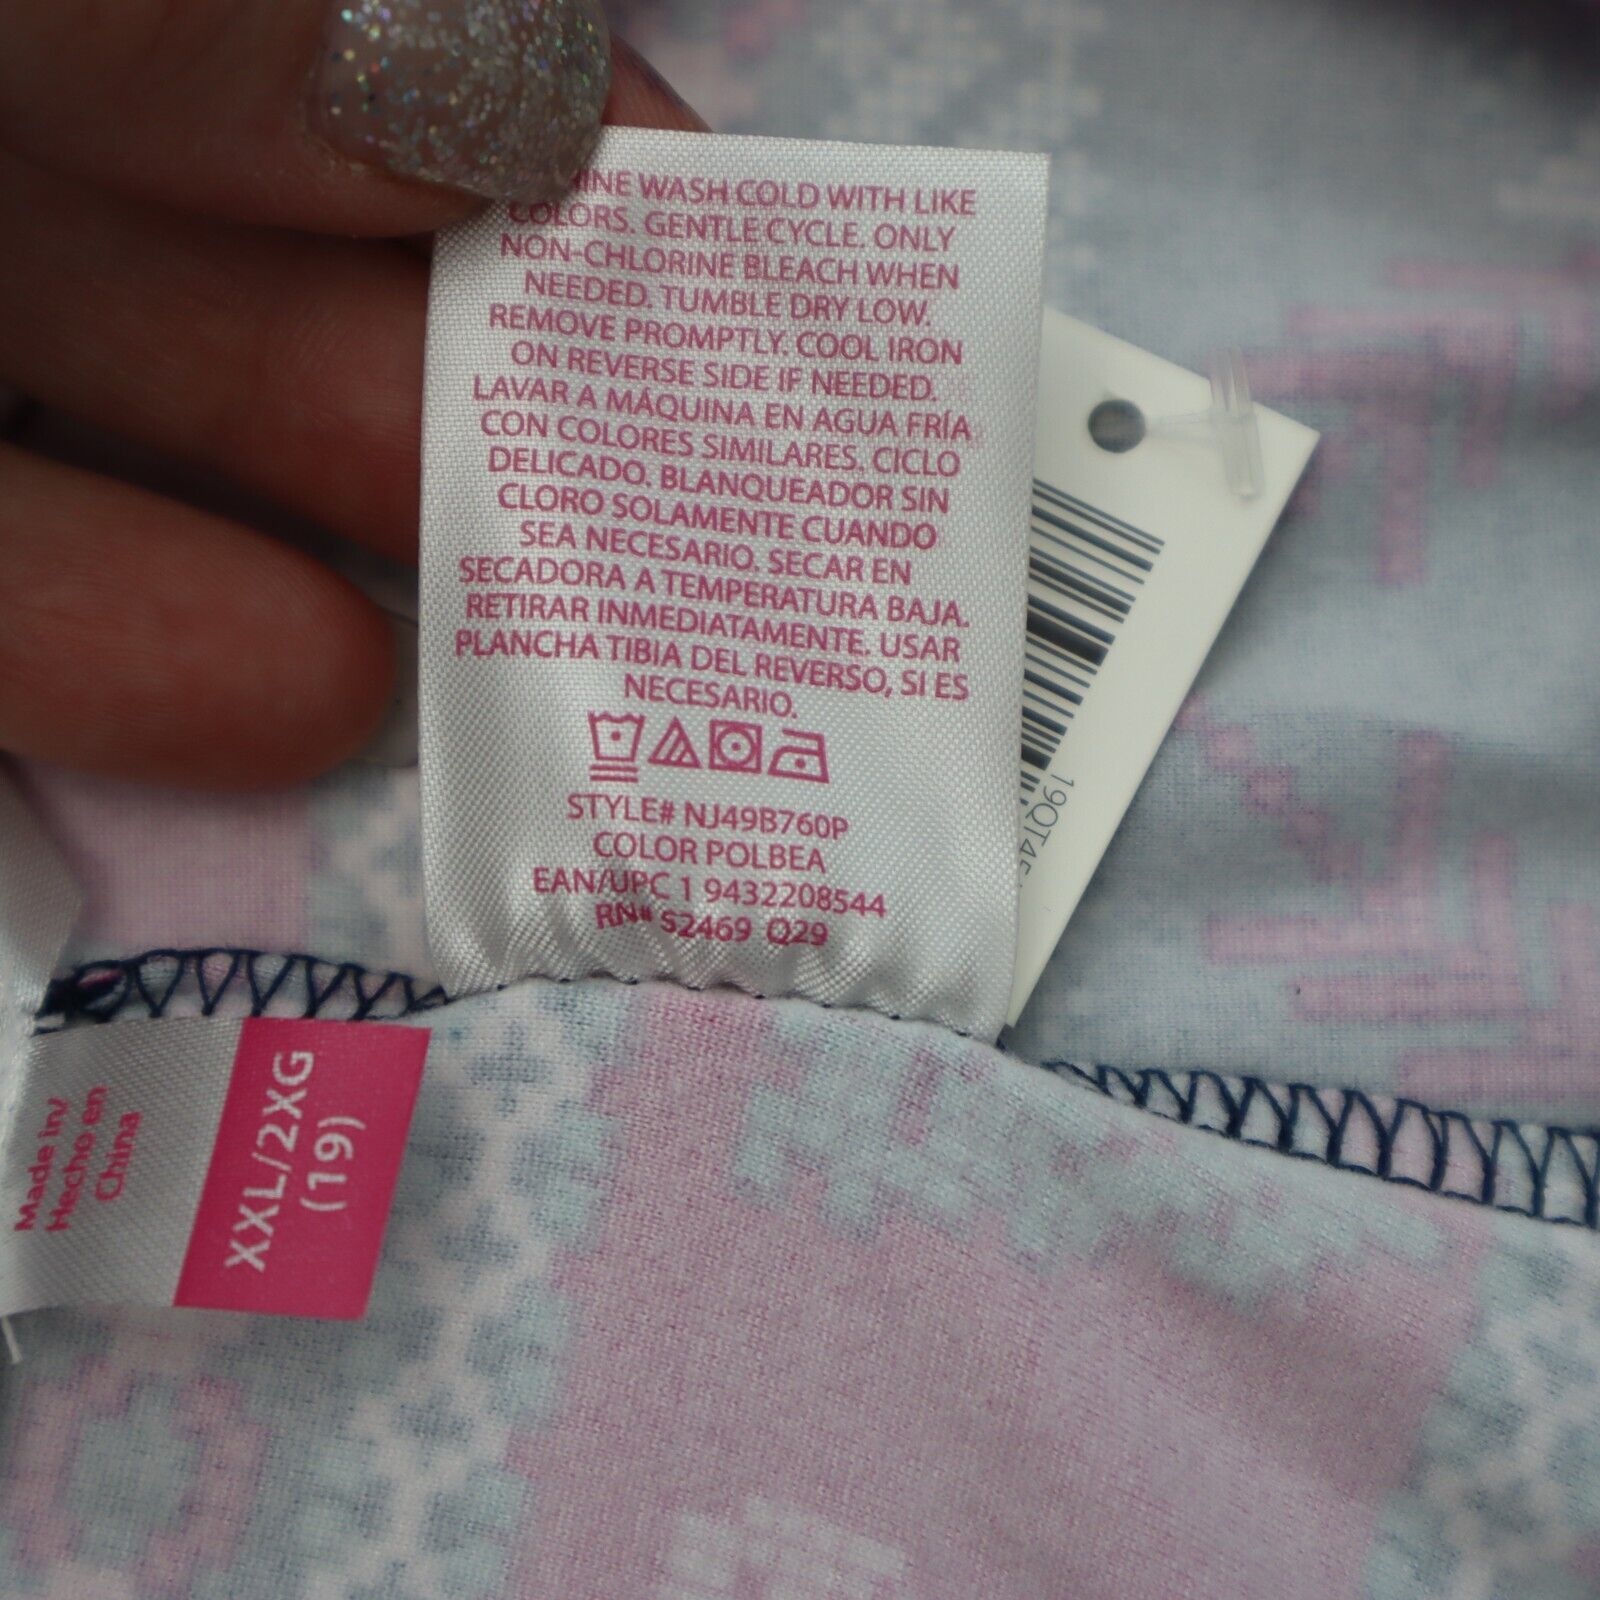 WASH COLD WITH LIKE
COLORS. GENTLE CYCLE. ONLY
NON-CHLORINE BLEACH WHEN
NEEDED. TUMBLE DRY LOW.
REMOVE PROMPTLY. COOL IRON
ON REVERSE SIDE IF NEEDED.
LAVAR A MÁQUINA EN AGUA FRÍA
CON COLORES SIMILARES. CICLO
DELICADO. BLANQUEADOR SIN
CLORO SOLAMENTE CUANDO
SEA NECESARIO. SECAR EN
SECADORA A TEMPERATURA BAJA.
RETIRAR INMEDIATAMENTE. USAR
PLANCHA TIBIA DEL REVERSO, SI ES
NECESARIO.
STYLE# NJ49B760P
COLOR POLBEA
EAN/UPC 1 9432208544
RN# 52469 Q29
Made in/
Hecho en
China
XXL/2XG
(19)